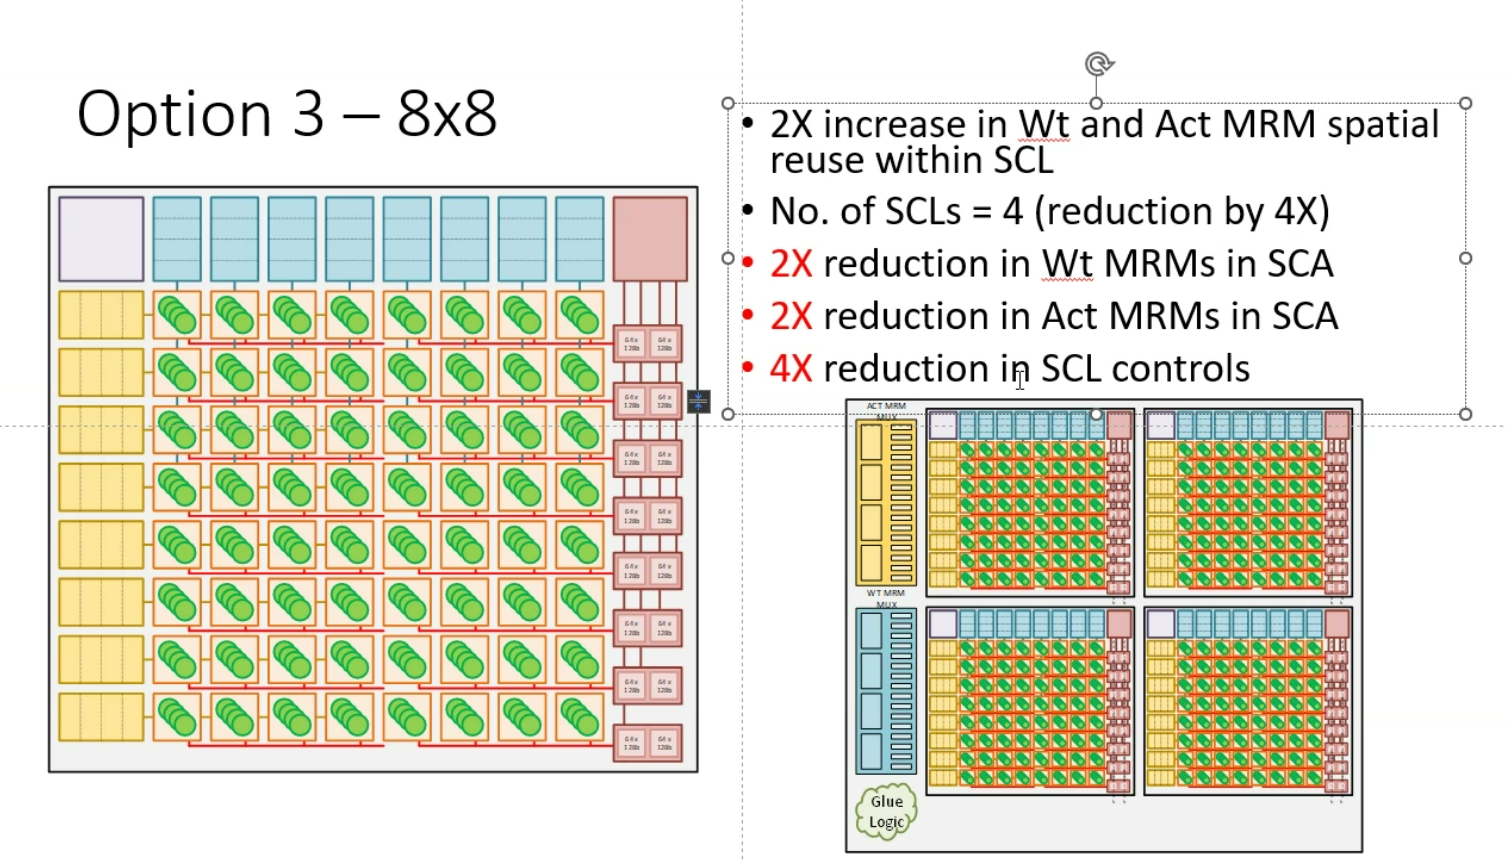 Option 3 – 8x8
• 2X increase in Wt and Act MRM spatial
reuse within SCL
• No. of SCLs = 4 (reduction by 4X)
• 2X reduction in Wt MRMs in SCA
• 2X reduction in Act MRMs in SCA
• 4X reduction in SCL controls
64 x 128b 64 x 128b
64 x 128b 64 x 128b
64 x 128b 64 x 128b
64 x 128b 64 x 128b
64 x 128b 64 x 128b
64 x 128b 64 x 128b
64 x 128b 64 x 128b
64 x 128b 64 x 128b
ACT MRM
MUX
WT MRM
MUX
Glue
Logic